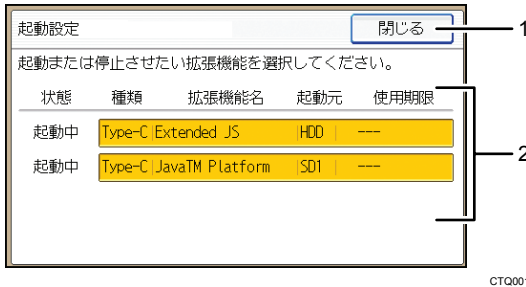 起動設定 閉じる 1
起動または停止させたい拡張機能を選択してください。
状態 種類 拡張機能名 起動元 使用期限
起動中 Type-C|Extended JS |HDD | ---
2
起動中 Type-C|JavaTM Platform |SD1 | ---
CTQ001